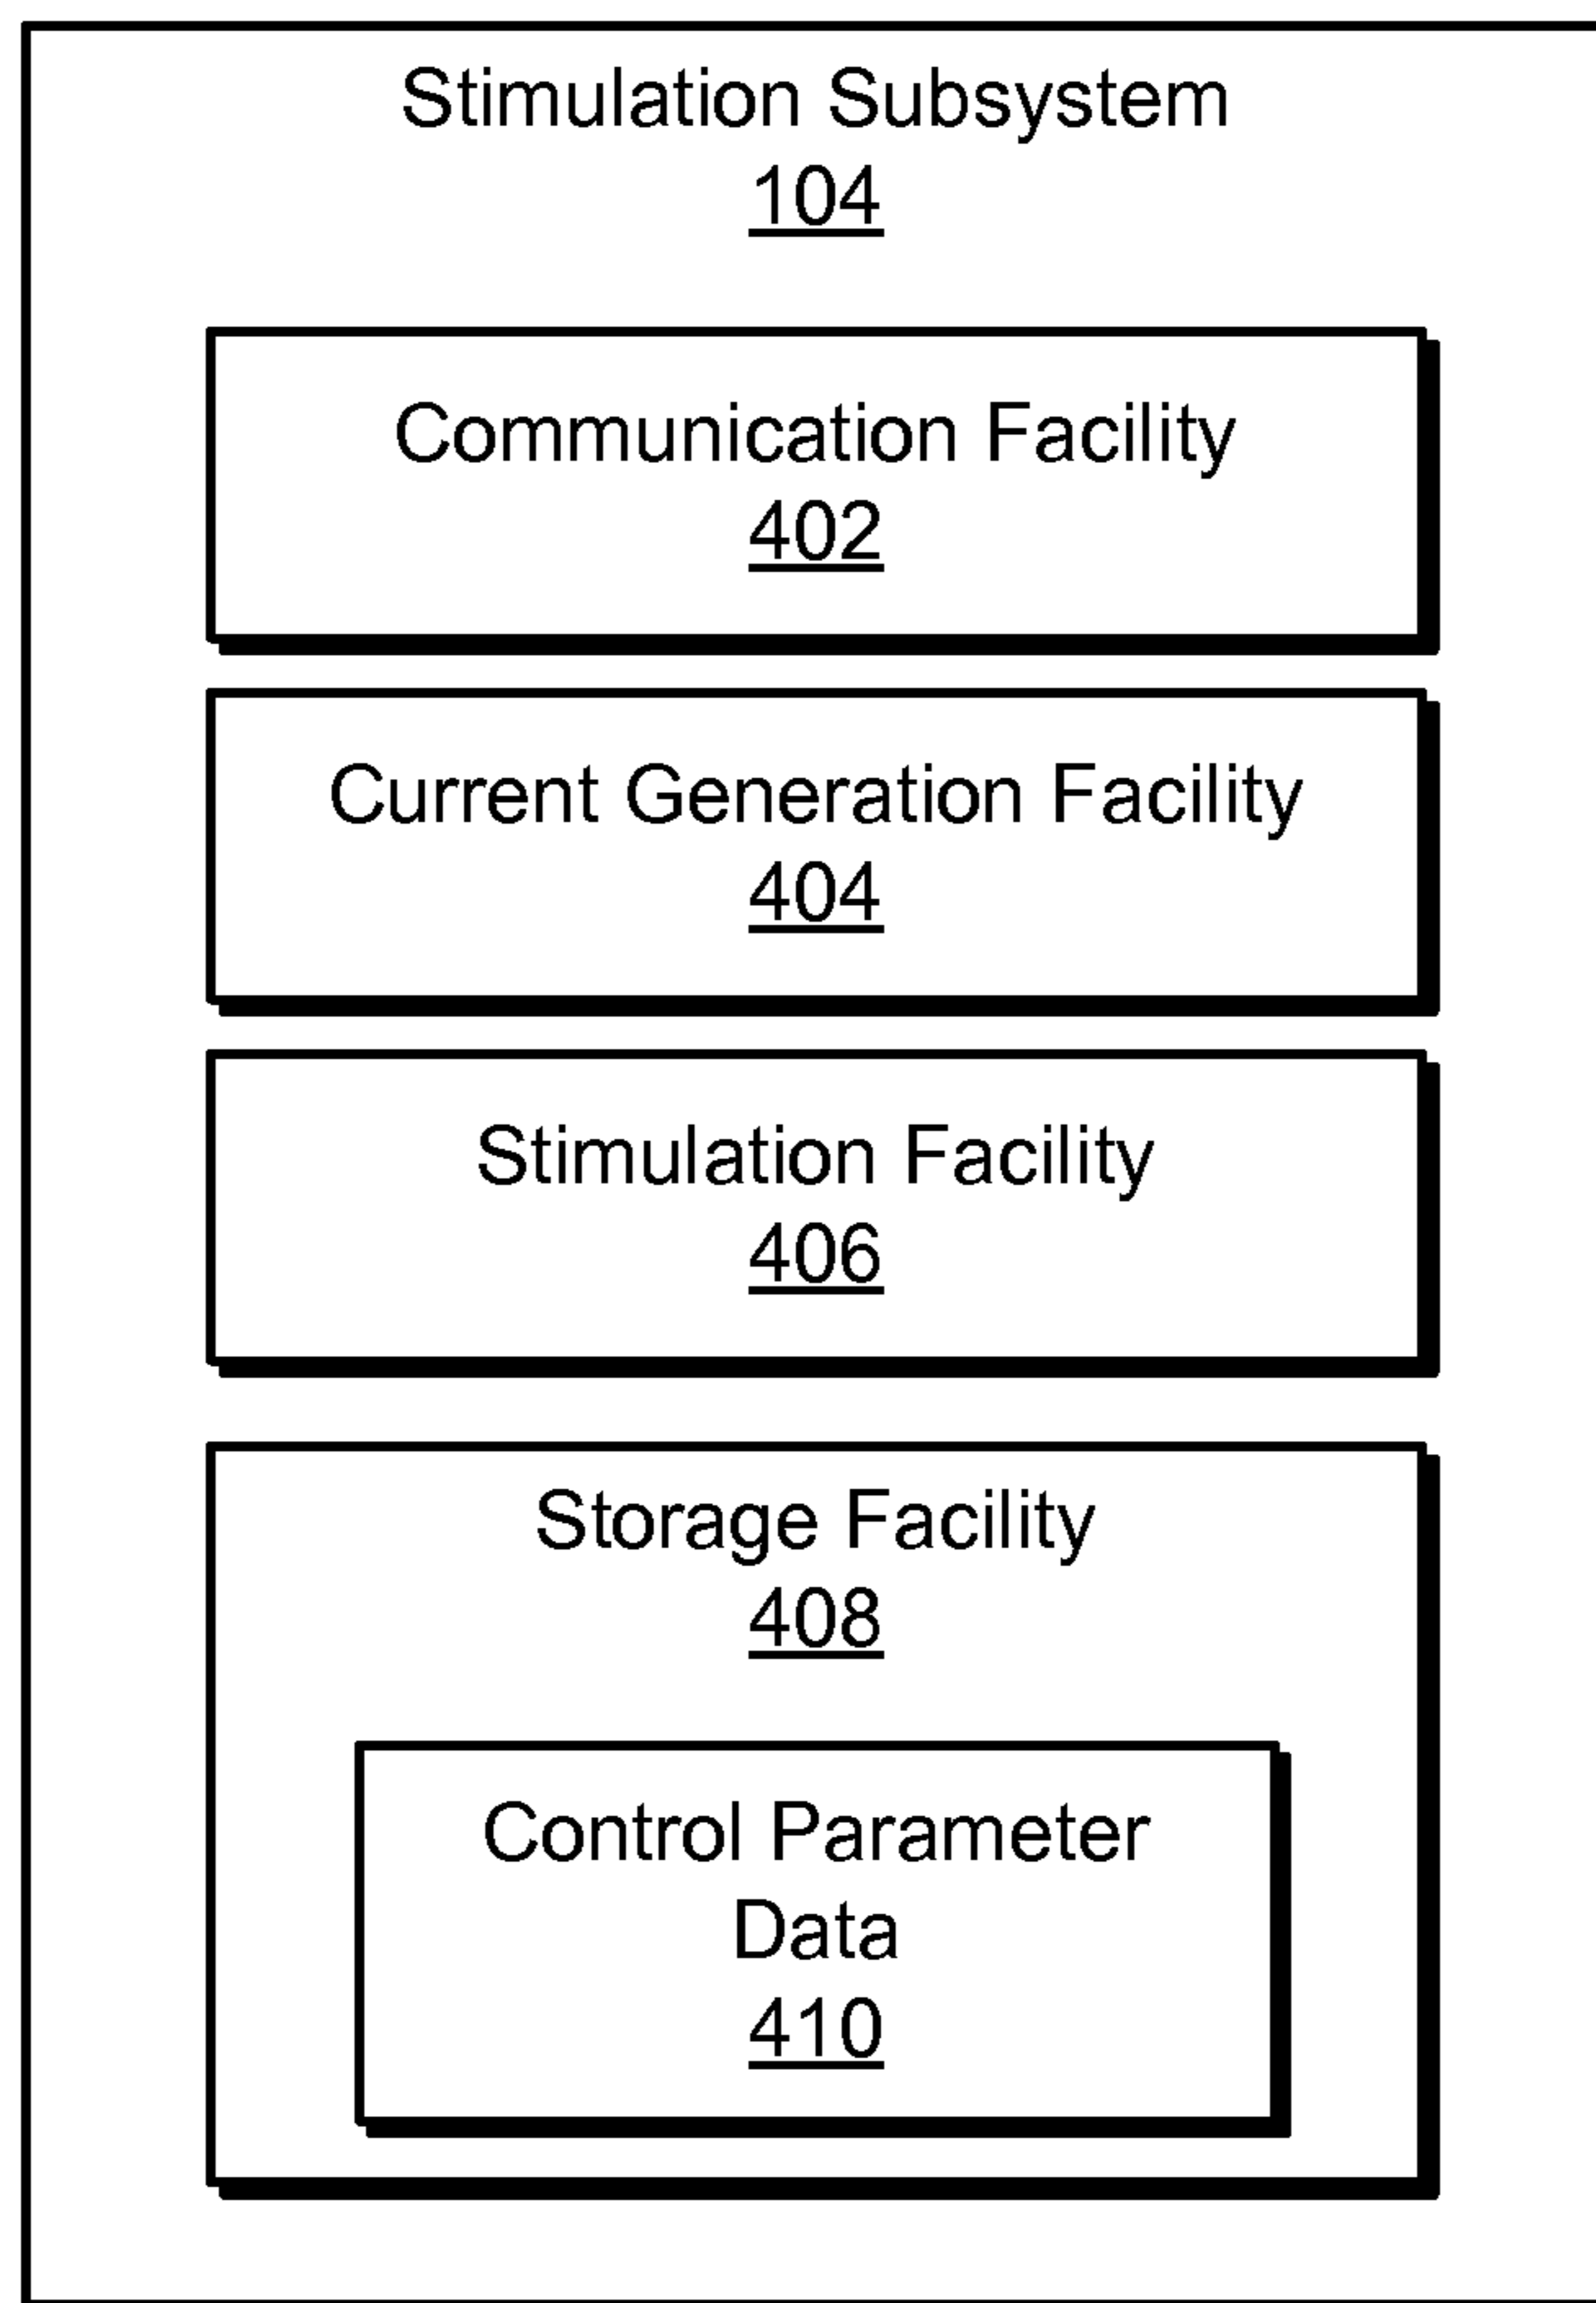 Stimulation Subsystem
104
Communication Facility
402
Current Generation Facility
404
Stimulation Facility
406
Storage Facility
408
Control Parameter
Data
410